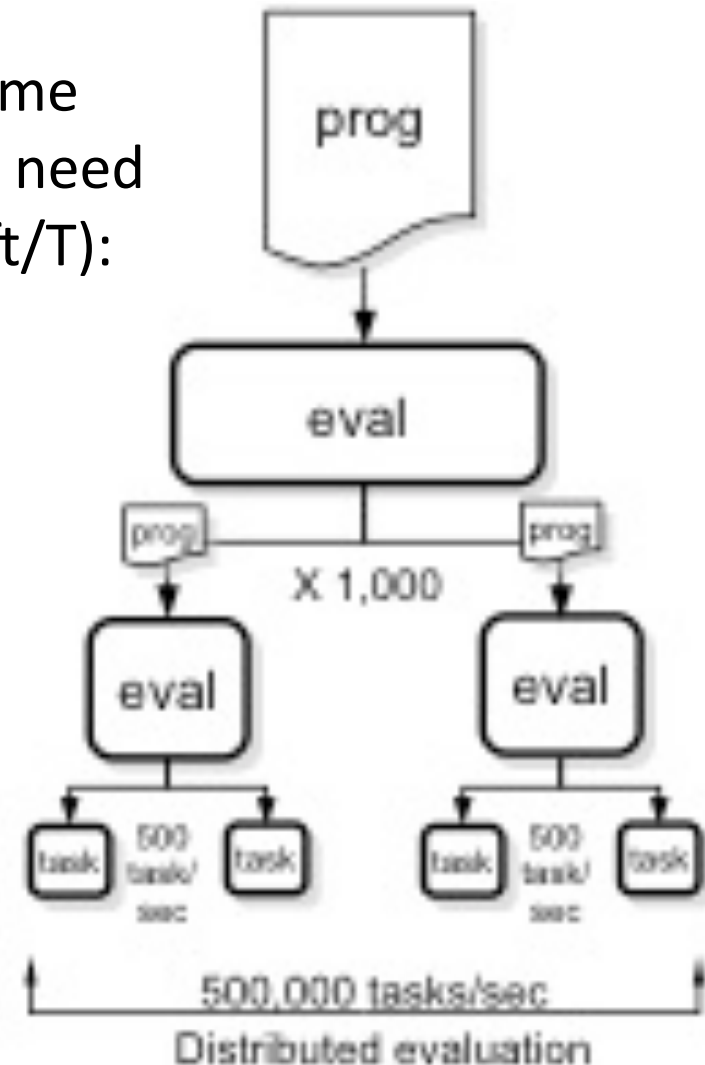 me
need
ft/T):
prog
eval
prog
prog
X 1,000
eval
eval
task
500
task/
sec
task
task
500
task/
sec
task
500,000 tasks/sec
Distributed evaluation